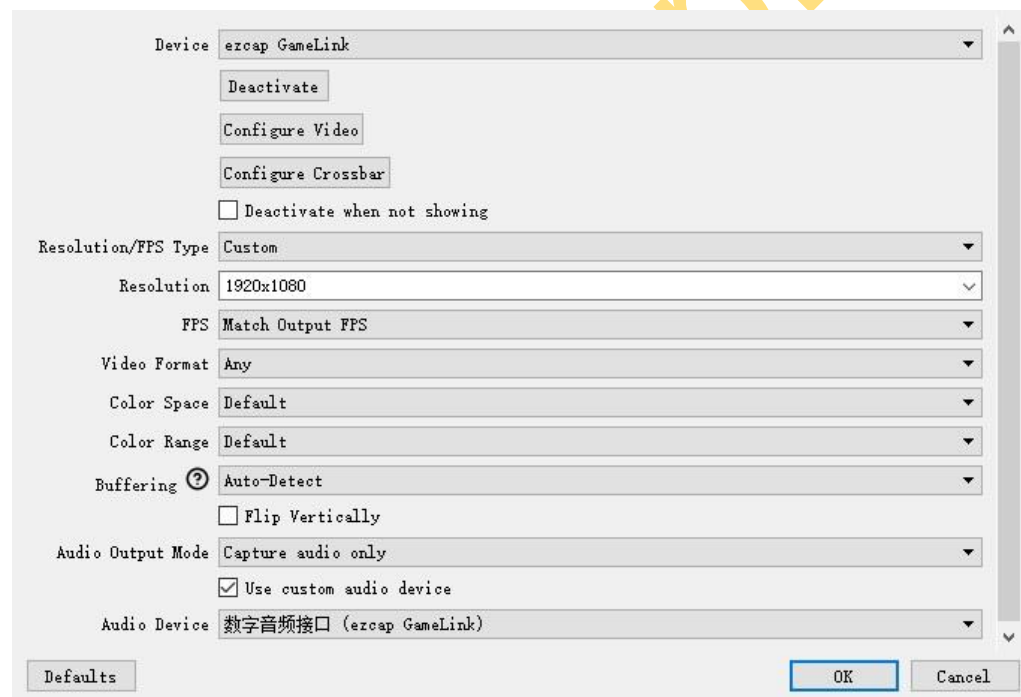 Device ezcap GameLink
Deactivate
Configure Video
Configure Crossbar
Deactivate when not showing
Resolution/FPS Type Custom
Resolution 1920x1080
FPS Match Output FPS
Video Format Any
Color Space Default
Color Range Default
Buffering ? Auto-Detect
Flip Vertically
Audio Output Mode Capture audio only
Use custom audio device
Audio Device 数字音频接口 (ezcap GameLink)
Defaults OK Cancel